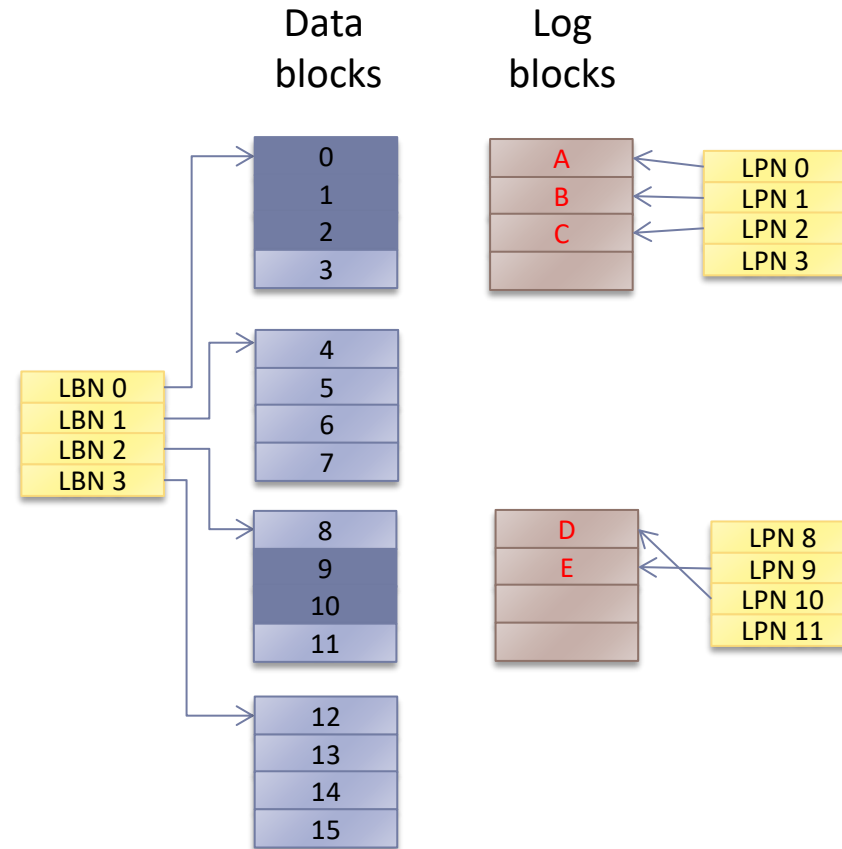 Data
blocks
Log
blocks
0
1
2
3
A
B
C
LPN 0
LPN 1
LPN 2
LPN 3
LBN 0
LBN 1
LBN 2
LBN 3
4
5
6
7
8
9
10
11
D
E
LPN 8
LPN 9
LPN 10
LPN 11
12
13
14
15